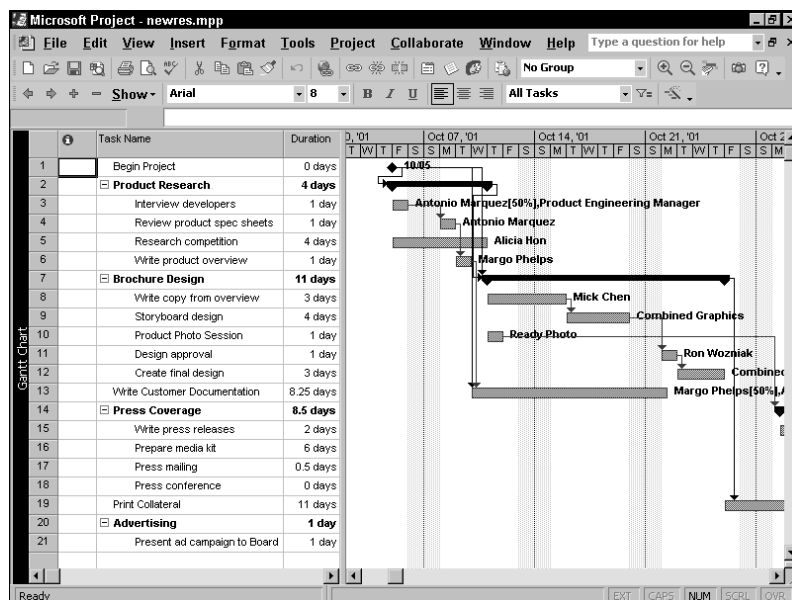 Microsoft Project - newres.mpp
File Edit View Insert Format Tools Project Collaborate Window Help Type a question for help
No Group
Show Arial 8 B I U All Tasks
Task Name Duration 0, '01 Oct 07, '01 Oct 14, '01 Oct 21, '01 Oct 2
T W T F S S M T W T F S S M T W T F S S M T W T F S S M
1 Begin Project 0 days 10/05
2 Product Research 4 days
3 Interview developers 1 day Antonio Marquez[50%],Product Engineering Manager
4 Review product spec sheets 1 day Antonio Marquez
5 Research competition 4 days Alicia Hon
6 Write product overview 1 day Margo Phelps
7 Brochure Design 11 days
8 Write copy from overview 3 days Mick Chen
9 Storyboard design 4 days Combined Graphics
10 Product Photo Session 1 day Ready Photo
11 Design approval 1 day Ron Wozniak
12 Create final design 3 days Combined
13 Write Customer Documentation 8.25 days Margo Phelps[50%],A
14 Press Coverage 8.5 days
15 Write press releases 2 days
16 Prepare media kit 6 days
17 Press mailing 0.5 days
18 Press conference 0 days
19 Print Collateral 11 days
20 Advertising 1 day
21 Present ad campaign to Board 1 day
Gantt Chart
Ready EXT CAPS NUM SCRL OVR